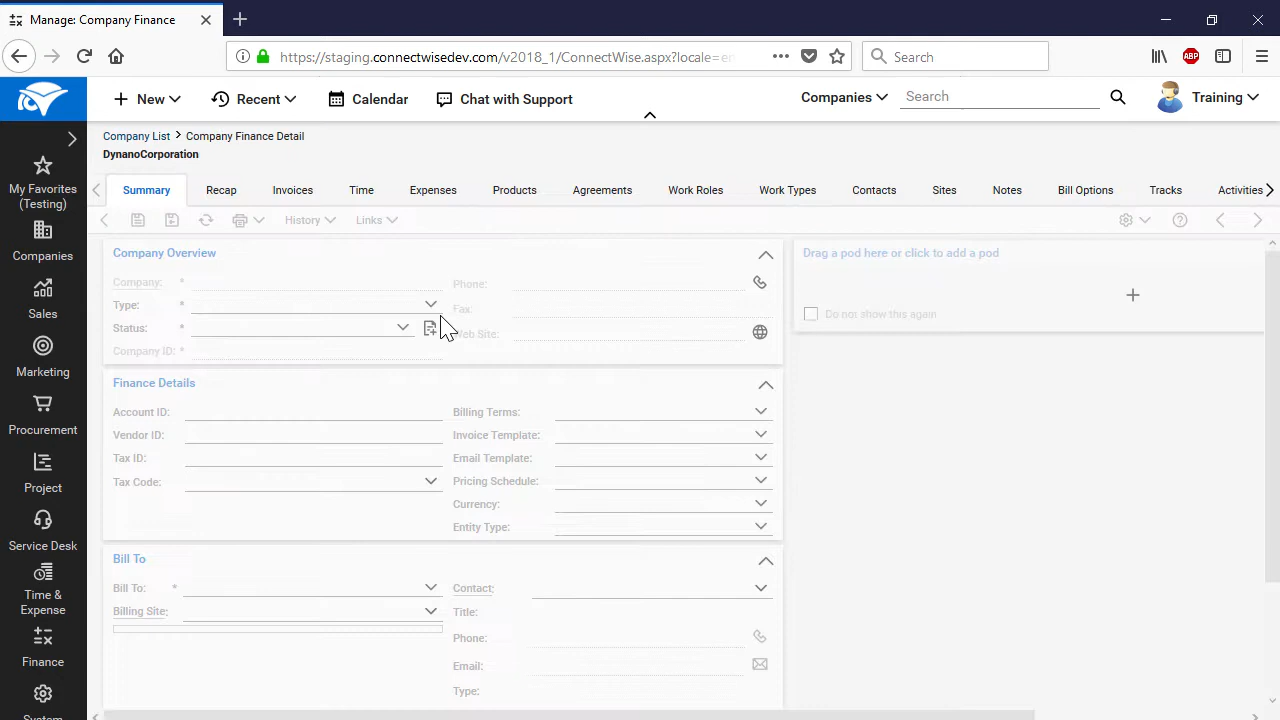 Manage: Company Finance
https://staging.connectwisedev.com/v2018_1/ConnectWise.aspx?locale=en
Search
New
Recent
Calendar
Chat with Support
Companies
Search
Training
Company List > Company Finance Detail
DynanoCorporation
Summary
Recap
Invoices
Time
Expenses
Products
Agreements
Work Roles
Work Types
Contacts
Sites
Notes
Bill Options
Tracks
Activities
History
Links
My Favorites
(Testing)
Companies
Sales
Marketing
Procurement
Project
Service Desk
Time &
Expense
Finance
System
Company Overview
Company: *
Type: *
Status: *
Company ID: *
Phone:
Fax:
Web Site:
Drag a pod here or click to add a pod
Do not show this again
Finance Details
Account ID:
Vendor ID:
Tax ID:
Tax Code:
Billing Terms:
Invoice Template:
Email Template:
Pricing Schedule:
Currency:
Entity Type:
Bill To
Bill To: *
Billing Site:
Contact:
Title:
Phone:
Email:
Type:
ABP